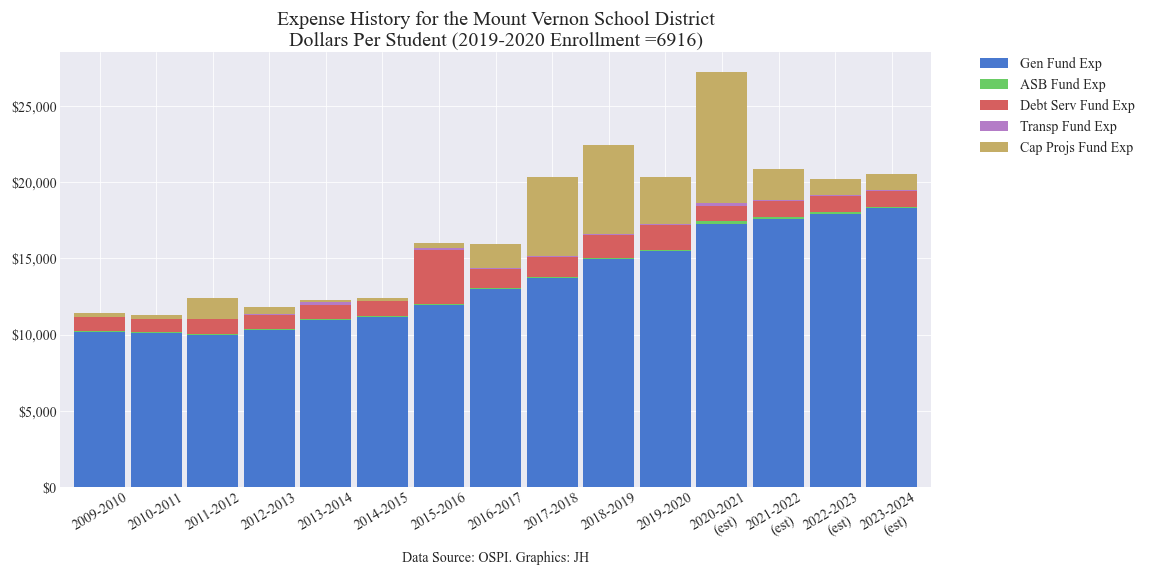 Expense History for the Mount Vernon School District
Dollars Per Student (2019-2020 Enrollment =6916)
Gen Fund Exp
ASB Fund Exp
Debt Serv Fund Exp
Transp Fund Exp
Cap Projs Fund Exp
$25,000
$20,000
$15,000
$10,000
$5,000
$0
2009-2010
2010-2011
2011-2012
2012-2013
2013-2014
2014-2015
2015-2016
2016-2017
2017-2018
2018-2019
2019-2020
2020-2021
(est)
2021-2022
(est)
2022-2023
(est)
2023-2024
(est)
Data Source: OSPI. Graphics: JH